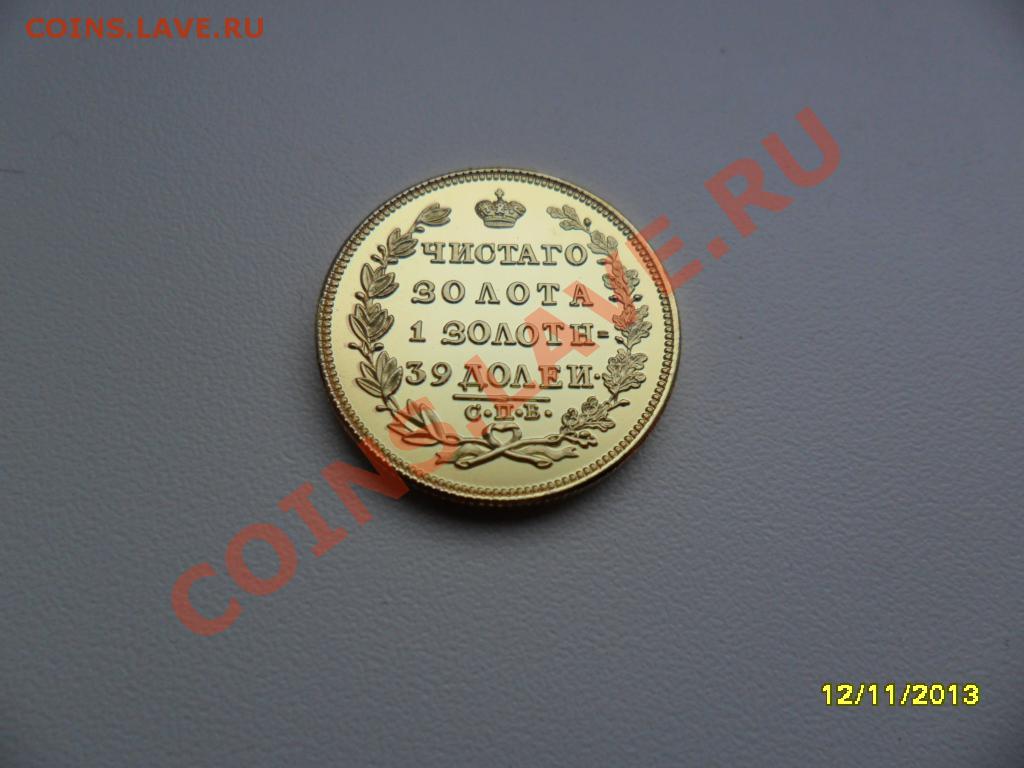 COINS.LAVE.RU
ЧИСТАГО
ЗОЛОТА
1 ЗОЛОТН=
39 ДОЛЕИ·
С·П·Б·
COINS.LAVE.RU
12/11/2013